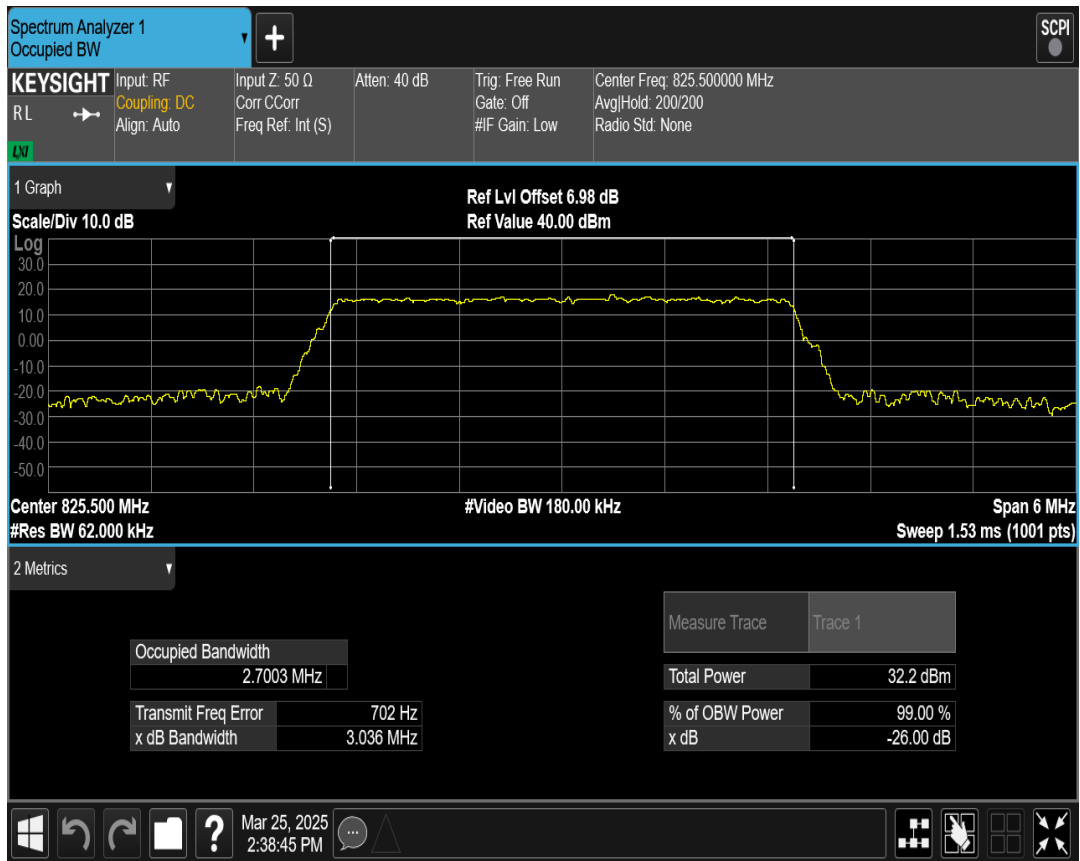 Spectrum Analyzer 1
Occupied BW
+
SCPI
KEYSIGHT
RL
LXI
Input: RF
Coupling: DC
Align: Auto
Input Z: 50 Ω
Corr CCorr
Freq Ref: Int (S)
Atten: 40 dB
Trig: Free Run
Gate: Off
#IF Gain: Low
Center Freq: 825.500000 MHz
Avg|Hold: 200/200
Radio Std: None
1 Graph
Scale/Div 10.0 dB
Ref Lvl Offset 6.98 dB
Ref Value 40.00 dBm
Log
30.0
20.0
10.0
0.00
-10.0
-20.0
-30.0
-40.0
-50.0
Center 825.500 MHz
#Res BW 62.000 kHz
#Video BW 180.00 kHz
Span 6 MHz
Sweep 1.53 ms (1001 pts)
2 Metrics
Measure Trace Trace 1
Occupied Bandwidth
2.7003 MHz
Total Power 32.2 dBm
Transmit Freq Error 702 Hz
x dB Bandwidth 3.036 MHz
% of OBW Power 99.00 %
x dB -26.00 dB
?
Mar 25, 2025
2:38:45 PM